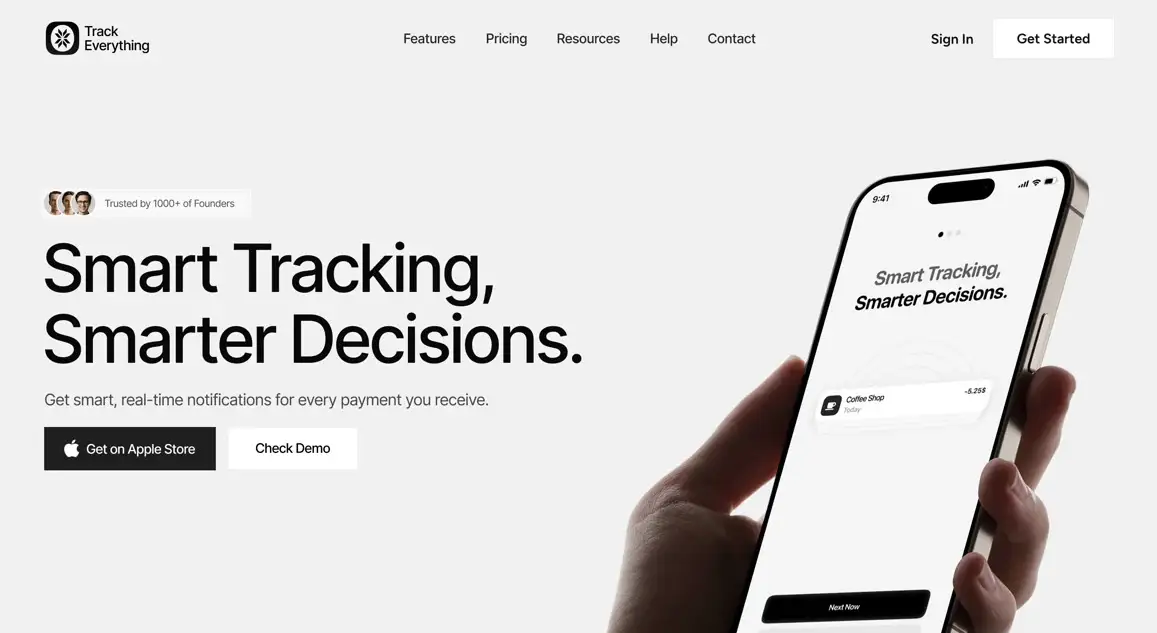 Track
Everything
Features
Pricing
Resources
Help
Contact
Sign In
Get Started
Trusted by 1000+ of Founders
Smart Tracking,
Smarter Decisions.
Get smart, real-time notifications for every payment you receive.
Get on Apple Store
Check Demo
9:41
Smart Tracking,
Smarter Decisions.
Coffee Shop
-5.25$
Today
Next Now